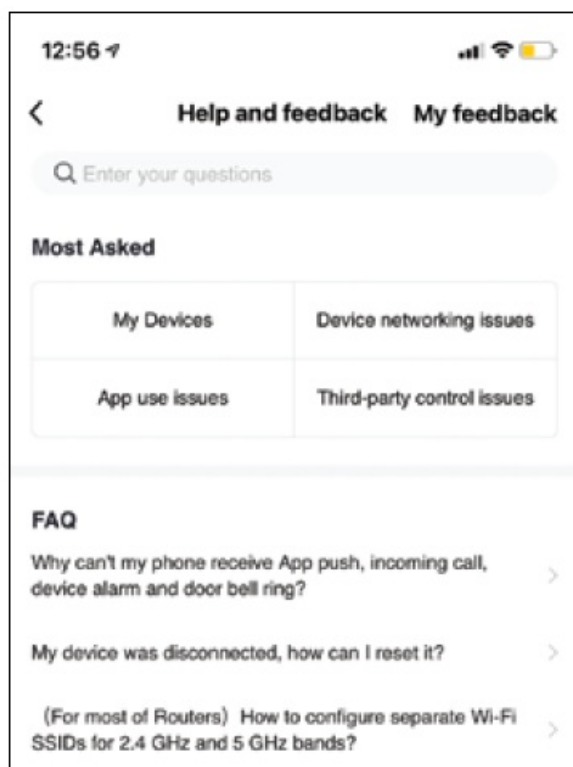 12:56
Help and feedback My feedback
Enter your questions
Most Asked
My Devices Device networking issues
App use issues Third-party control issues
FAQ
Why can't my phone receive App push, incoming call,
device alarm and door bell ring?
My device was disconnected, how can I reset it?
（For most of Routers）How to configure separate Wi-Fi
SSIDs for 2.4 GHz and 5 GHz bands?